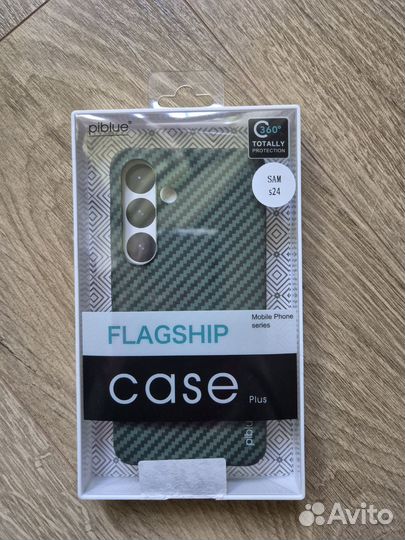 piblue®
360°
TOTALLY
PROTECTION
SAM
s24
Mobile Phone
series
FLAGSHIP
case Plus
piblue
Avito